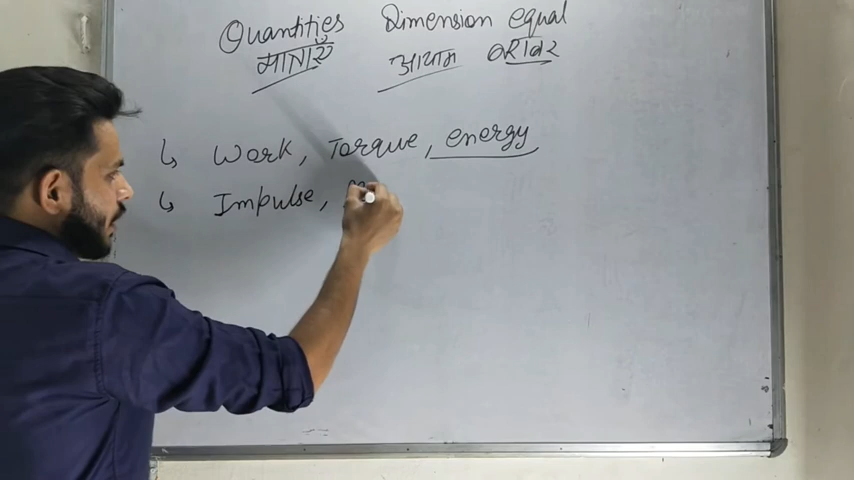 Quantities Dimension equal
मात्राएँ आयाम बराबर
↳ Work, Torque, energy
↳ Impulse,